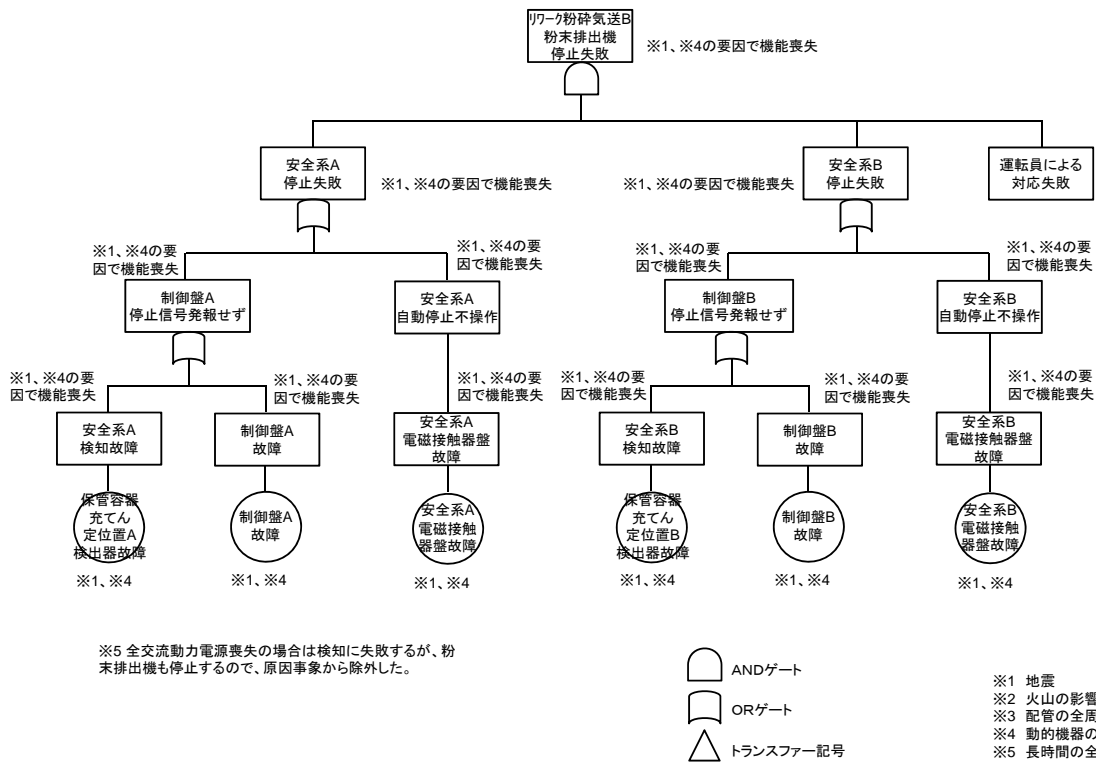 リワーク粉砕気送B
粉末排出機
停止失敗
※1、※4の要因で機能喪失
安全系A
停止失敗
※1、※4の要因で機能喪失
※1、※4の要因で機能喪失
安全系B
停止失敗
運転員による
対応失敗
※1、※4の要
因で機能喪失
※1、※4の要
因で機能喪失
※1、※4の要
因で機能喪失
※1、※4の要
因で機能喪失
制御盤A
停止信号発報せず
安全系A
自動停止不操作
制御盤B
停止信号発報せず
安全系B
自動停止不操作
※1、※4の要
因で機能喪失
※1、※4の要
因で機能喪失
※1、※4の要
因で機能喪失
※1、※4の要
因で機能喪失
※1、※4の要
因で機能喪失
※1、※4の要
因で機能喪失
安全系A
検知故障
制御盤A
故障
安全系A
電磁接触器盤
故障
安全系B
検知故障
制御盤B
故障
安全系B
電磁接触器盤
故障
保管容器
充てん
定位置A
検出器故障
制御盤A
故障
安全系A
電磁接触
器盤故障
保管容器
充てん
定位置B
検出器故障
制御盤B
故障
安全系B
電磁接触
器盤故障
※1、※4
※1、※4
※1、※4
※1、※4
※1、※4
※1、※4
※5 全交流動力電源喪失の場合は検知に失敗するが、粉
末排出機も停止するので、原因事象から除外した。
ANDゲート
ORゲート
トランスファー記号
※1 地震
※2 火山の影響
※3 配管の全周
※4 動的機器の
※5 長時間の全